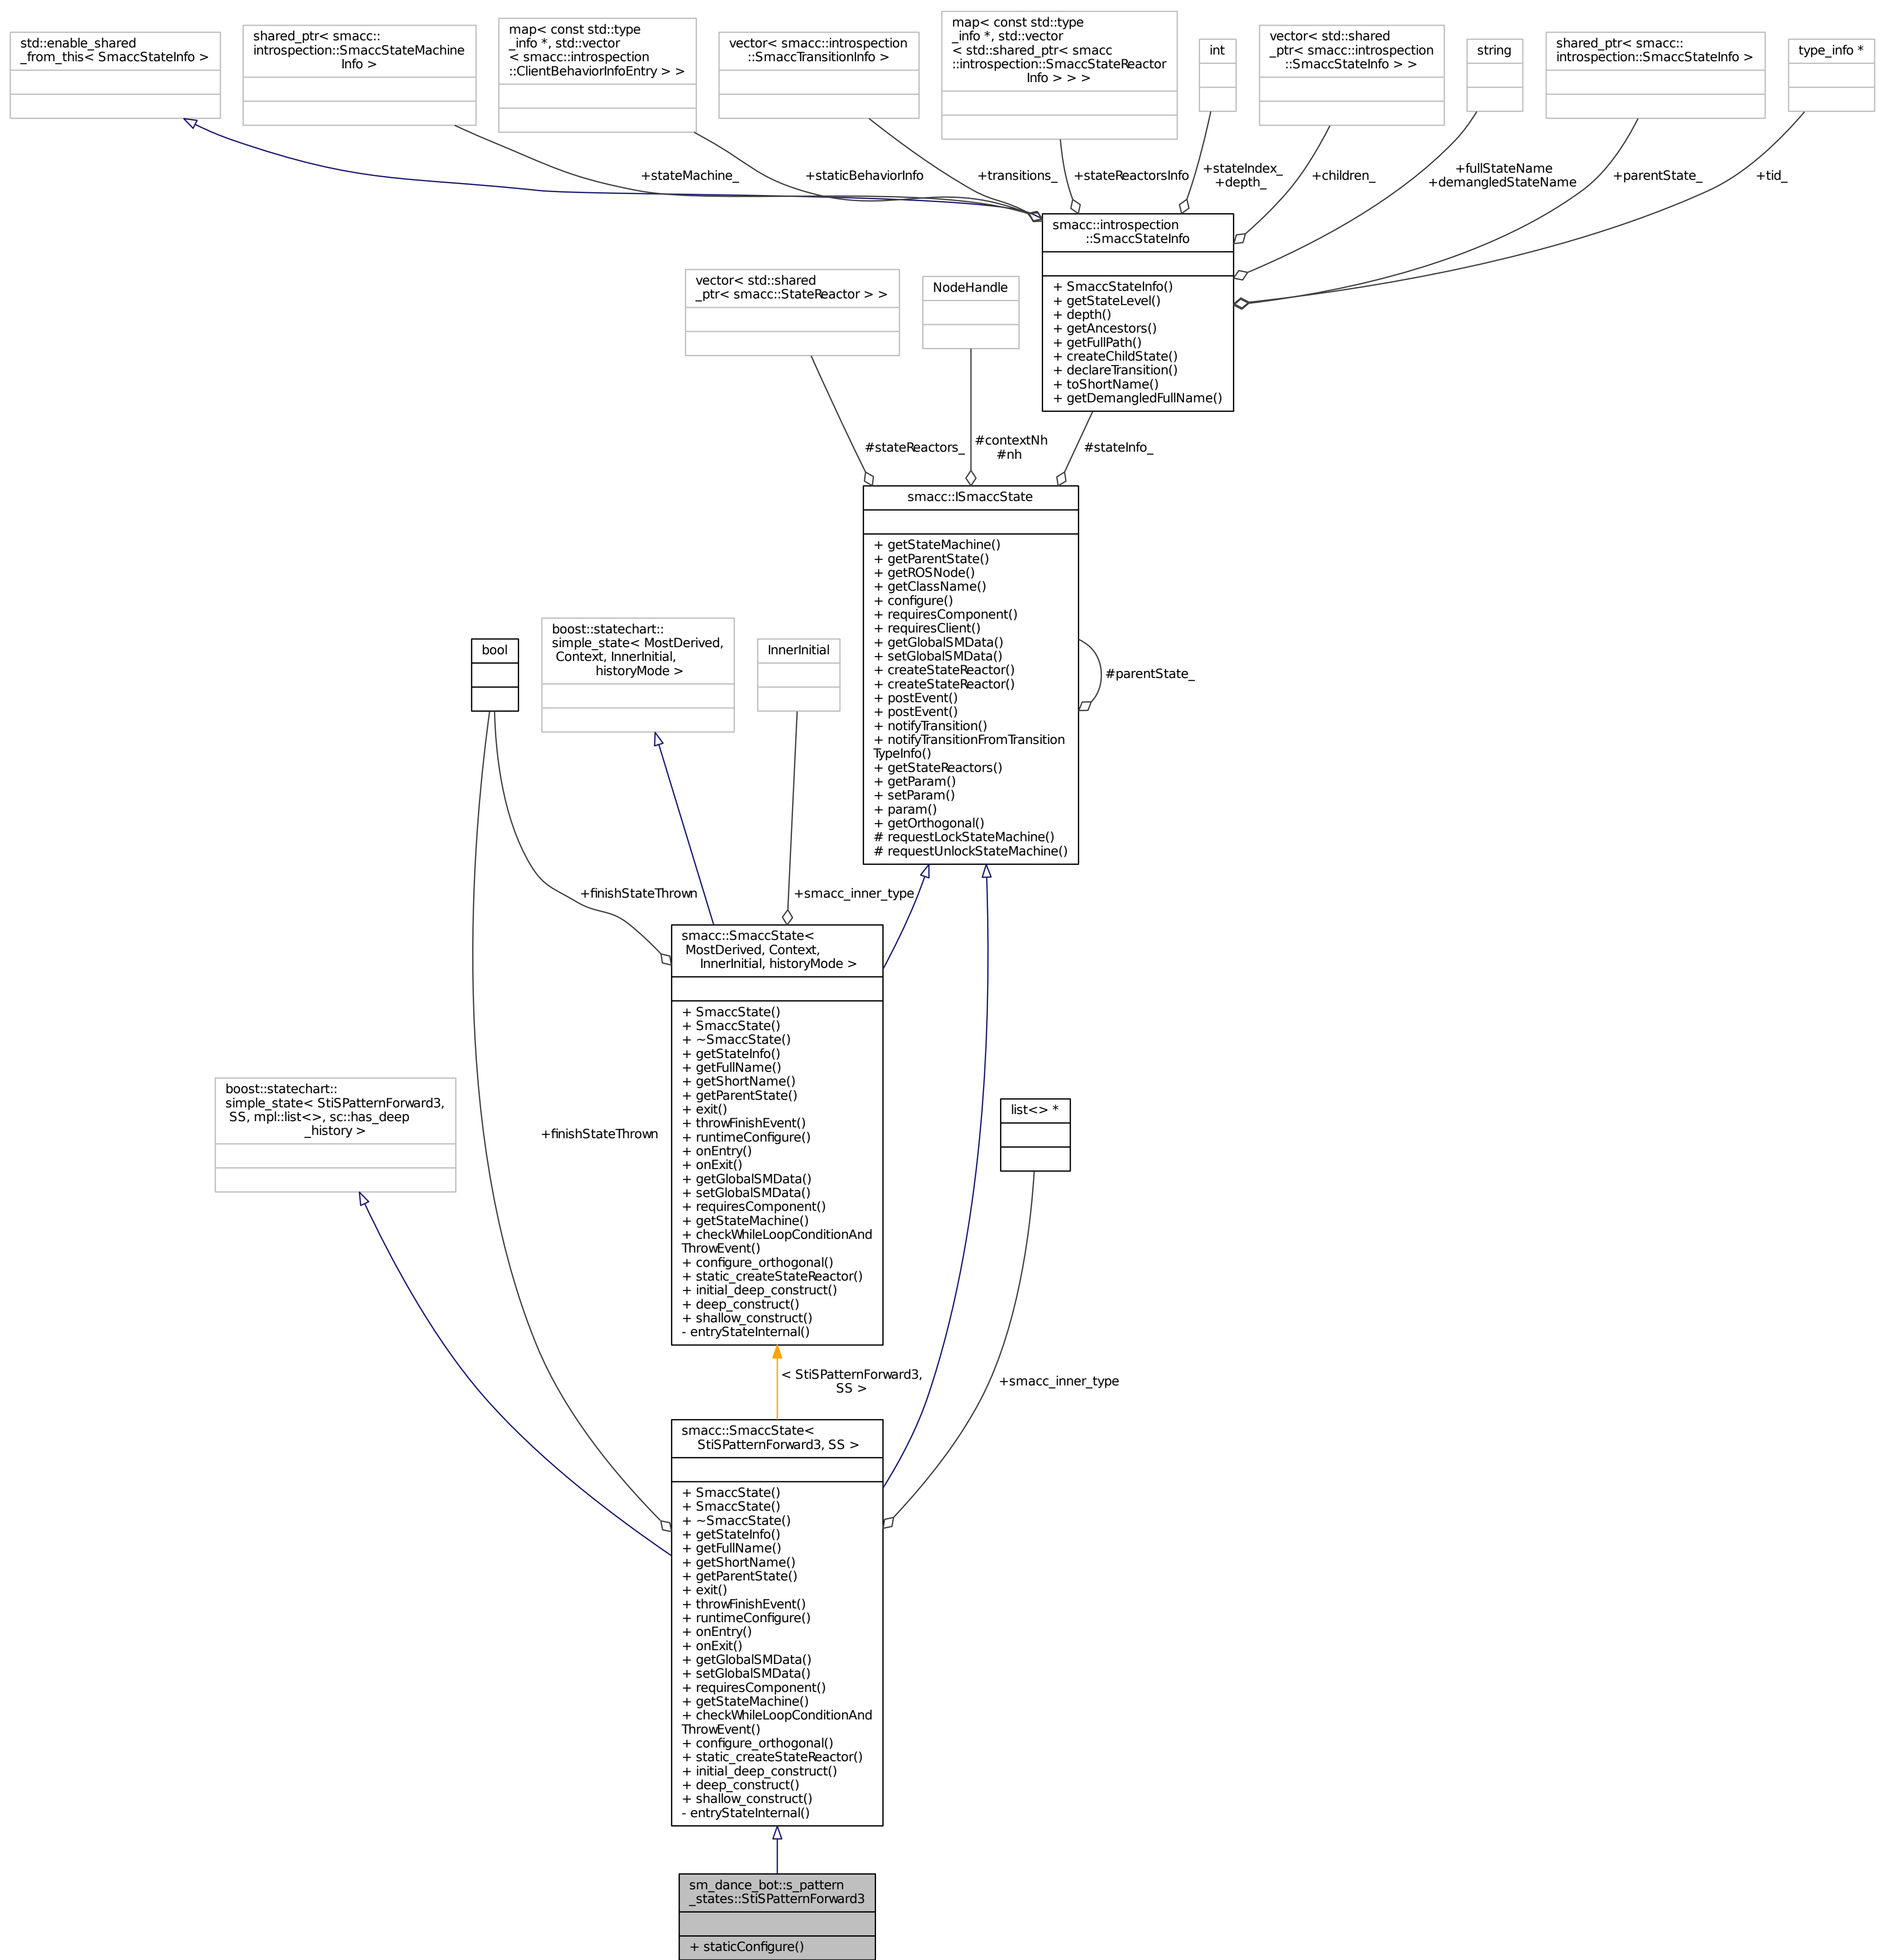 std::enable_shared
_from_this< SmaccStateInfo >
shared_ptr< smacc::
introspection::SmaccStateMachine
Info >
map< const std::type
_info *, std::vector
< smacc::introspection
::ClientBehaviorInfoEntry > >
vector< smacc::introspection
::SmaccTransitionInfo >
map< const std::type
_info *, std::vector
< std::shared_ptr< smacc
::introspection::SmaccStateReactor
Info > > >
int
vector< std::shared
_ptr< smacc::introspection
::SmaccStateInfo > >
string
shared_ptr< smacc::
introspection::SmaccStateInfo >
type_info *
+stateMachine_
+staticBehaviorInfo
+transitions_
+stateReactorsInfo
+stateIndex_
+depth_
+children_
+fullStateName
+demangledStateName
+parentState_
+tid_
smacc::introspection
::SmaccStateInfo
+ SmaccStateInfo()
+ getStateLevel()
+ depth()
+ getAncestors()
+ getFullPath()
+ createChildState()
+ declareTransition()
+ toShortName()
+ getDemangledFullName()
vector< std::shared
_ptr< smacc::StateReactor > >
NodeHandle
#stateReactors_
#contextNh
#nh
#stateInfo_
smacc::ISmaccState
+ getStateMachine()
+ getParentState()
+ getROSNode()
+ getClassName()
+ configure()
+ requiresComponent()
+ requiresClient()
+ getGlobalSMData()
+ setGlobalSMData()
+ createStateReactor()
+ createStateReactor()
+ postEvent()
+ postEvent()
+ notifyTransition()
+ notifyTransitionFromTransition
TypeInfo()
+ getStateReactors()
+ getParam()
+ setParam()
+ param()
+ getOrthogonal()
# requestLockStateMachine()
# requestUnlockStateMachine()
#parentState_
bool
boost::statechart::
simple_state< MostDerived,
Context, InnerInitial,
historyMode >
InnerInitial
+finishStateThrown
+smacc_inner_type
smacc::SmaccState<
MostDerived, Context,
InnerInitial, historyMode >
+ SmaccState()
+ SmaccState()
+ ~SmaccState()
+ getStateInfo()
+ getFullName()
+ getShortName()
+ getParentState()
+ exit()
+ throwFinishEvent()
+ runtimeConfigure()
+ onEntry()
+ onExit()
+ getGlobalSMData()
+ setGlobalSMData()
+ requiresComponent()
+ getStateMachine()
+ checkWhileLoopConditionAnd
ThrowEvent()
+ configure_orthogonal()
+ static_createStateReactor()
+ initial_deep_construct()
+ deep_construct()
+ shallow_construct()
- entryStateInternal()
boost::statechart::
simple_state< StiSPatternForward3,
SS, mpl::list<>, sc::has_deep
_history >
+finishStateThrown
list<> *
< StiSPatternForward3,
SS >
+smacc_inner_type
smacc::SmaccState<
StiSPatternForward3, SS >
+ SmaccState()
+ SmaccState()
+ ~SmaccState()
+ getStateInfo()
+ getFullName()
+ getShortName()
+ getParentState()
+ exit()
+ throwFinishEvent()
+ runtimeConfigure()
+ onEntry()
+ onExit()
+ getGlobalSMData()
+ setGlobalSMData()
+ requiresComponent()
+ getStateMachine()
+ checkWhileLoopConditionAnd
ThrowEvent()
+ configure_orthogonal()
+ static_createStateReactor()
+ initial_deep_construct()
+ deep_construct()
+ shallow_construct()
- entryStateInternal()
sm_dance_bot::s_pattern
_states::StiSPatternForward3
+ staticConfigure()